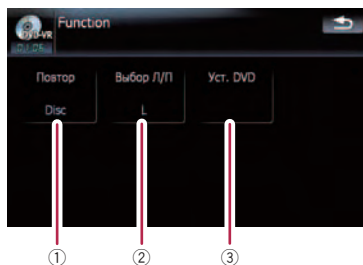 Function
DVD-VR
Повтор
Выбор Л/П
Уст. DVD
Disc
L
① ② ③